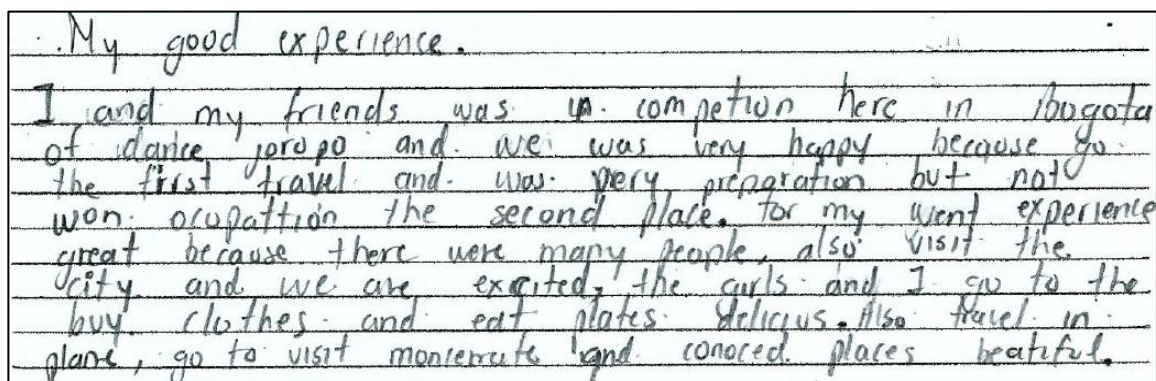 My good experience.
I and my friends was in competion here in bogota
of dance joropo and we was very happy because go
the first travel and was very preparation but not
won ocupattion the second place. for my went experience
great because there were many people, also visit the
city and we are excited, the girls and I go to the
buy clothes and eat plates delicius. Also travel in
plane, go to visit moncerrate and conoced places beatiful.